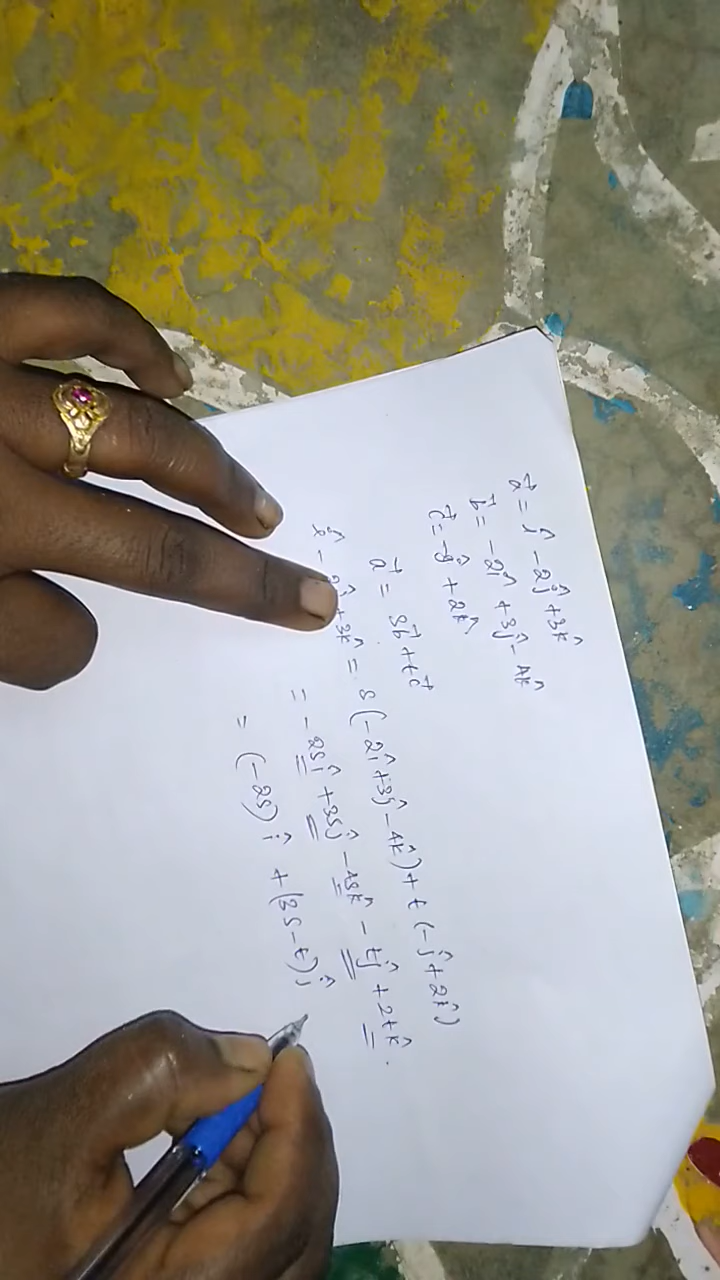 a⃗ = î - 2ĵ + 3k̂
b⃗ = -2î + 3ĵ - 4k̂
c⃗ = -ĵ + 2k̂
a⃗ = sb⃗ + tc⃗
î - 2ĵ + 3k̂ = s(-2î + 3ĵ - 4k̂) + t(-ĵ + 2k̂)
= -2sî + 3sĵ - 4sk̂ - tĵ + 2tk̂.
= (-2s)î + (3s-t)ĵ